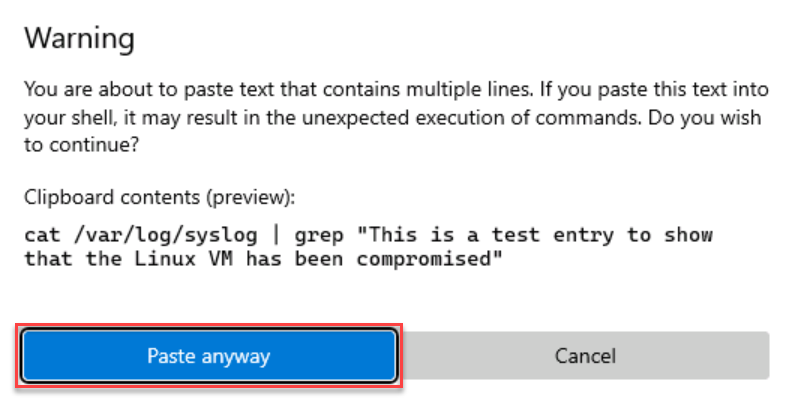 Warning
You are about to paste text that contains multiple lines. If you paste this text into
your shell, it may result in the unexpected execution of commands. Do you wish
to continue?
Clipboard contents (preview):
cat /var/log/syslog | grep "This is a test entry to show
that the Linux VM has been compromised"
Paste anyway
Cancel